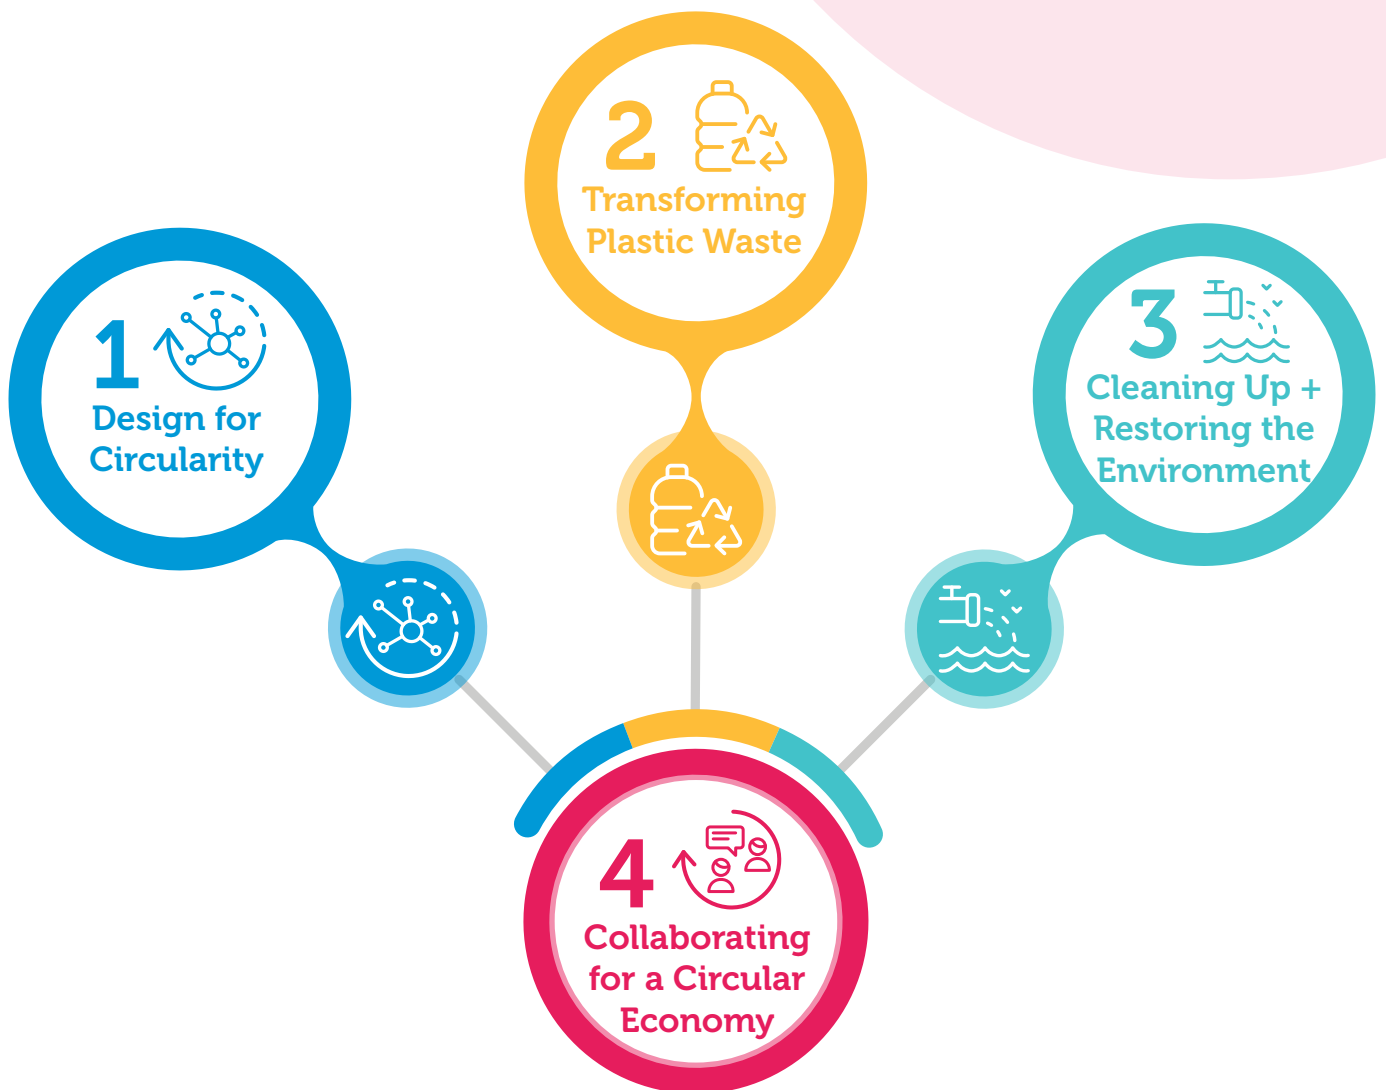 1
Design for
Circularity
2
Transforming
Plastic Waste
3
Cleaning Up +
Restoring the
Environment
4
Collaborating
for a Circular
Economy